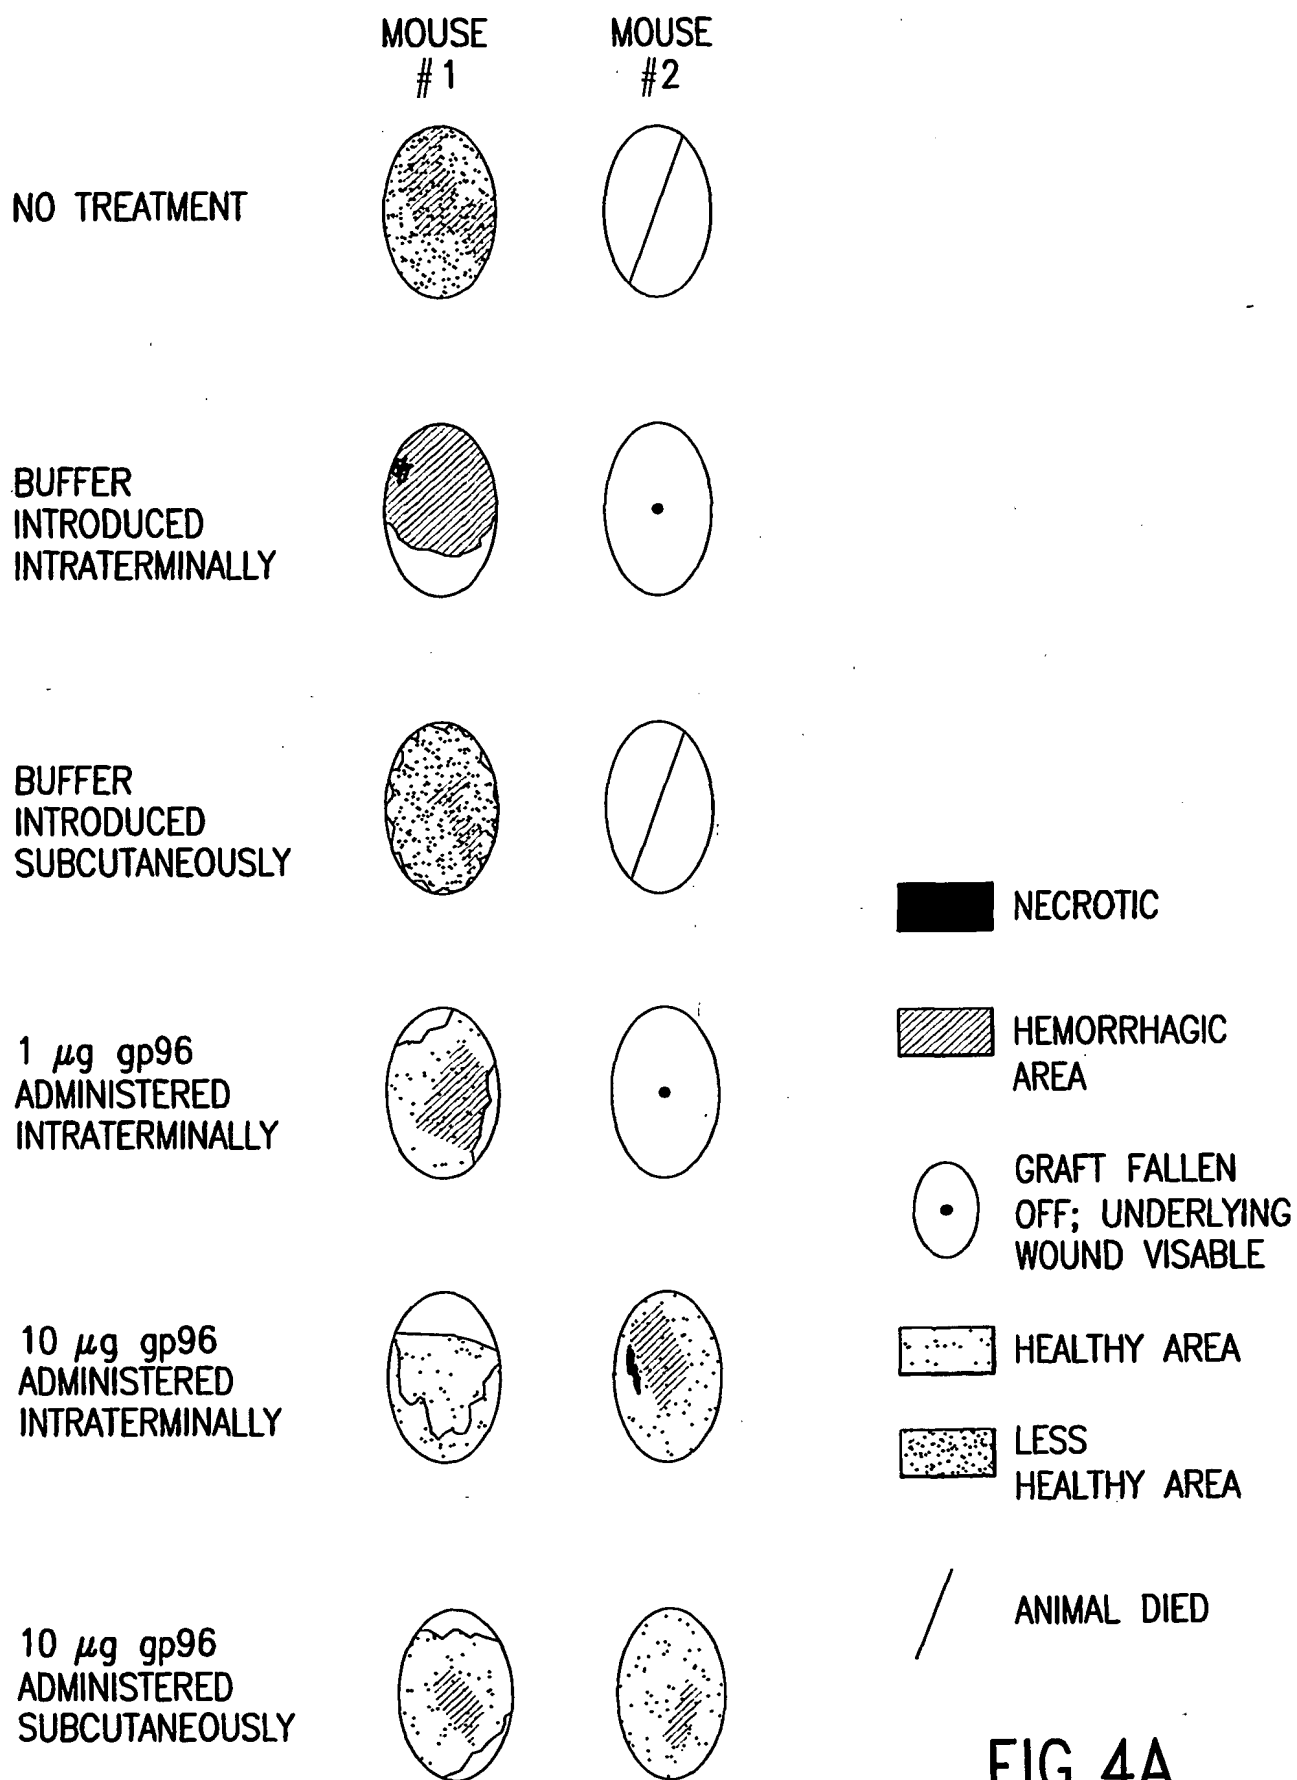 MOUSE
#1
MOUSE
#2
NO TREATMENT
BUFFER
INTRODUCED
INTRATERMINALLY
BUFFER
INTRODUCED
SUBCUTANEOUSLY
1 μg gp96
ADMINISTERED
INTRATERMINALLY
10 μg gp96
ADMINISTERED
INTRATERMINALLY
10 μg gp96
ADMINISTERED
SUBCUTANEOUSLY
NECROTIC
HEMORRHAGIC
AREA
GRAFT FALLEN
OFF; UNDERLYING
WOUND VISABLE
HEALTHY AREA
LESS
HEALTHY AREA
ANIMAL DIED
FIG. 4A